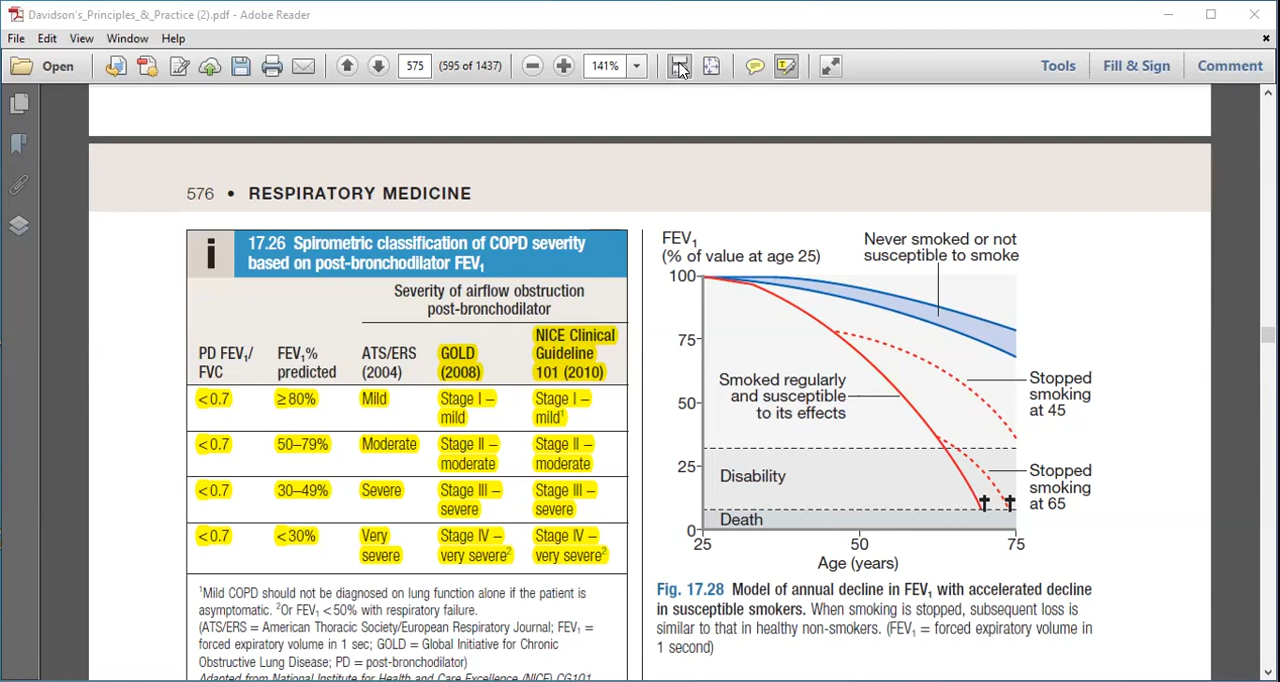 Davidson's_Principles_&_Practice (2).pdf - Adobe Reader
File Edit View Window Help
Open 575 (595 of 1437) 141% Tools Fill & Sign Comment
576 • RESPIRATORY MEDICINE
i
17.26 Spirometric classification of COPD severity
based on post-bronchodilator FEV₁
Severity of airflow obstruction
post-bronchodilator
PD FEV₁/
FVC
FEV₁%
predicted
ATS/ERS
(2004)
GOLD
(2008)
NICE Clinical
Guideline
101 (2010)
<0.7 ≥80% Mild Stage I – Stage I –
mild mild¹
<0.7 50–79% Moderate Stage II – Stage II –
moderate moderate
<0.7 30–49% Severe Stage III – Stage III –
severe severe
<0.7 <30% Very Stage IV – Stage IV –
severe very severe² very severe²
¹Mild COPD should not be diagnosed on lung function alone if the patient is
asymptomatic. ²Or FEV₁ <50% with respiratory failure.
(ATS/ERS = American Thoracic Society/European Respiratory Journal; FEV₁ =
forced expiratory volume in 1 sec; GOLD = Global Initiative for Chronic
Obstructive Lung Disease; PD = post-bronchodilator)
Adapted from National Institute for Health and Care Excellence (NICE) CG101
FEV₁
(% of value at age 25)
100
75
50
25
0
Never smoked or not
susceptible to smoke
Smoked regularly
and susceptible
to its effects
Stopped
smoking
at 45
Disability
Stopped
smoking
at 65
Death
25 50 75
Age (years)
Fig. 17.28 Model of annual decline in FEV₁ with accelerated decline
in susceptible smokers. When smoking is stopped, subsequent loss is
similar to that in healthy non-smokers. (FEV₁ = forced expiratory volume in
1 second)